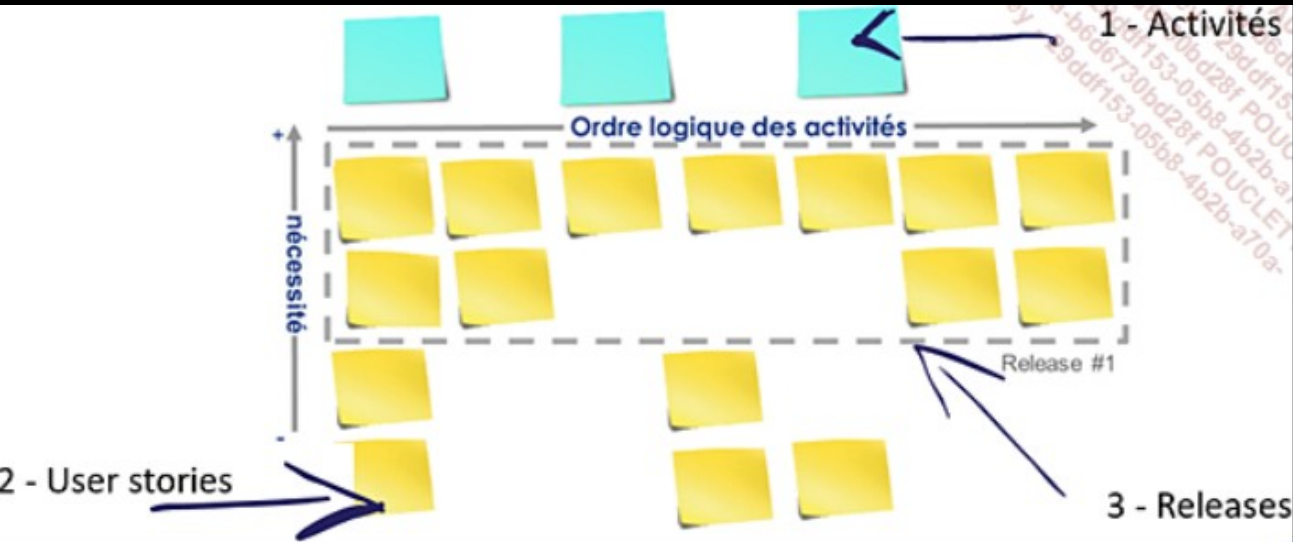 1 - Activités
+
Ordre logique des activités
nécessité
Release #1
-
2 - User stories
3 - Releases